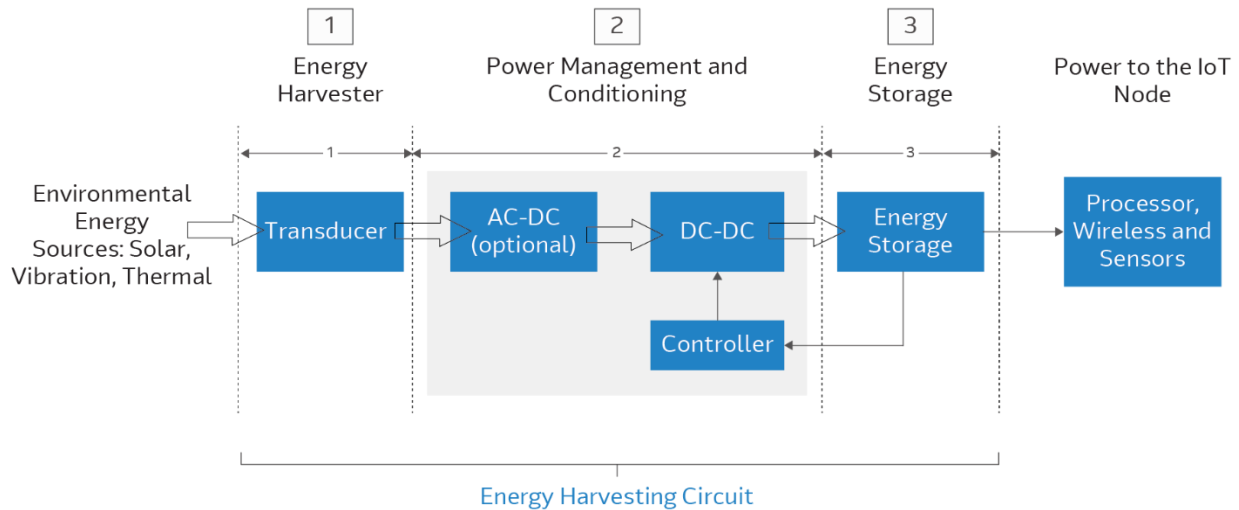 1
2
3
Energy
Harvester
Power Management and
Conditioning
Energy
Storage
Power to the IoT
Node
1
2
3
Environmental
Energy
Sources: Solar,
Vibration, Thermal
Transducer
AC-DC
(optional)
DC-DC
Energy
Storage
Processor,
Wireless and
Sensors
Controller
Energy Harvesting Circuit